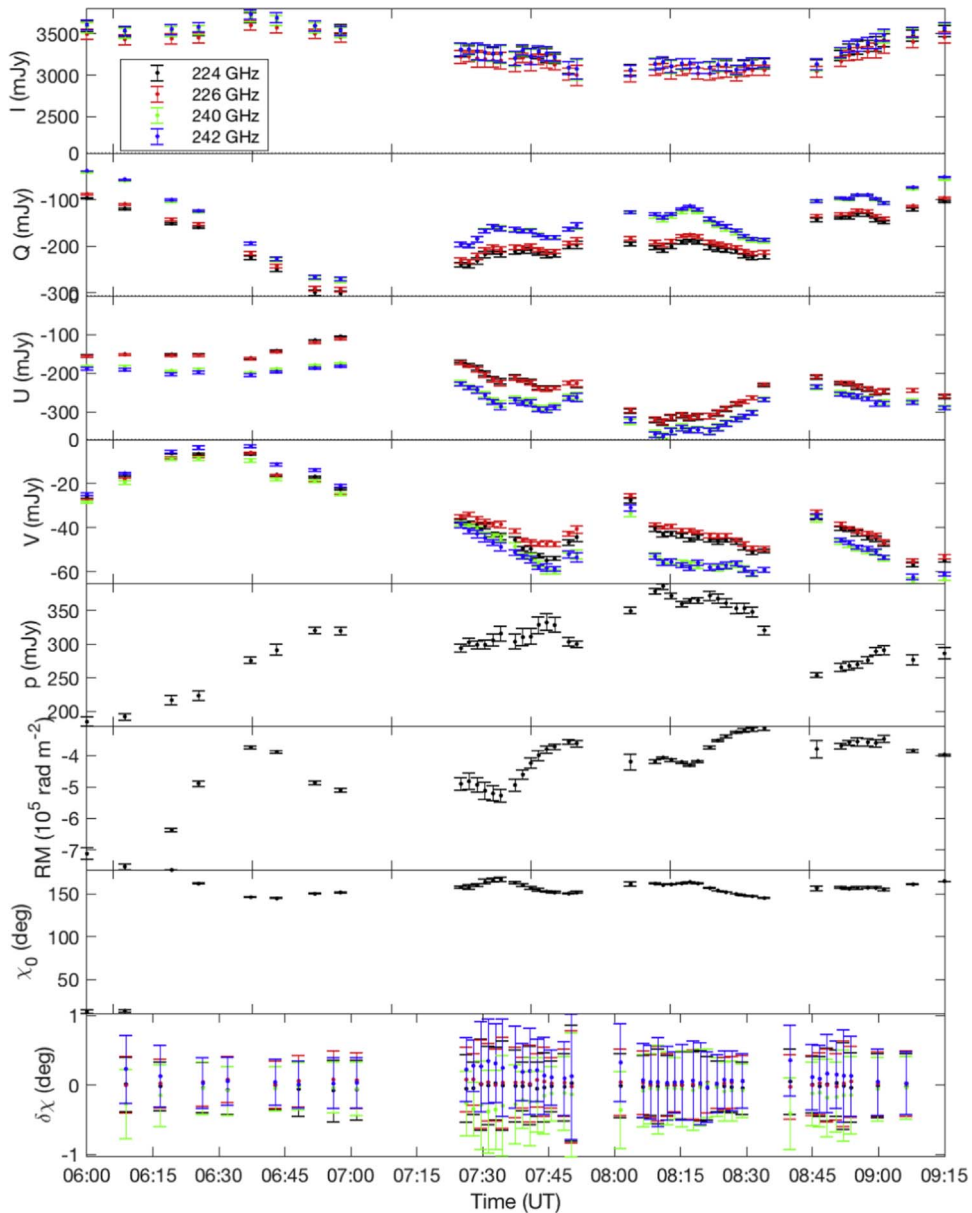 3500
3000
2500
0
I (mJy)
224 GHz
226 GHz
240 GHz
242 GHz
-100
-200
-300
Q (mJy)
0
-100
-200
-300
U (mJy)
0
-20
-40
-60
V (mJy)
350
300
250
200
p (mJy)
-4
-5
-6
-7
RM (10⁵ rad m⁻²)
150
100
50
χ₀ (deg)
1
0
-1
δχ (deg)
06:00 06:15 06:30 06:45 07:00 07:15 07:30 07:45 08:00 08:15 08:30 08:45 09:00 09:15
Time (UT)